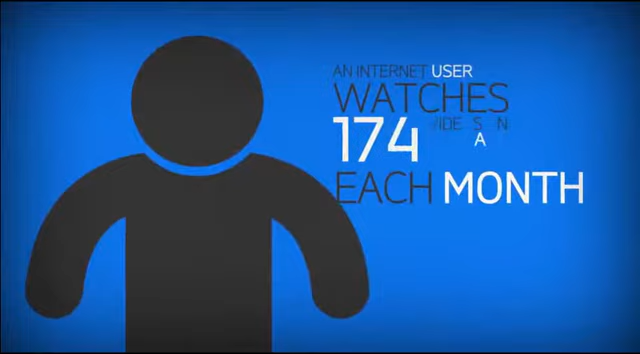 AN INTERNET USER
WATCHES
174
A
EACH MONTH